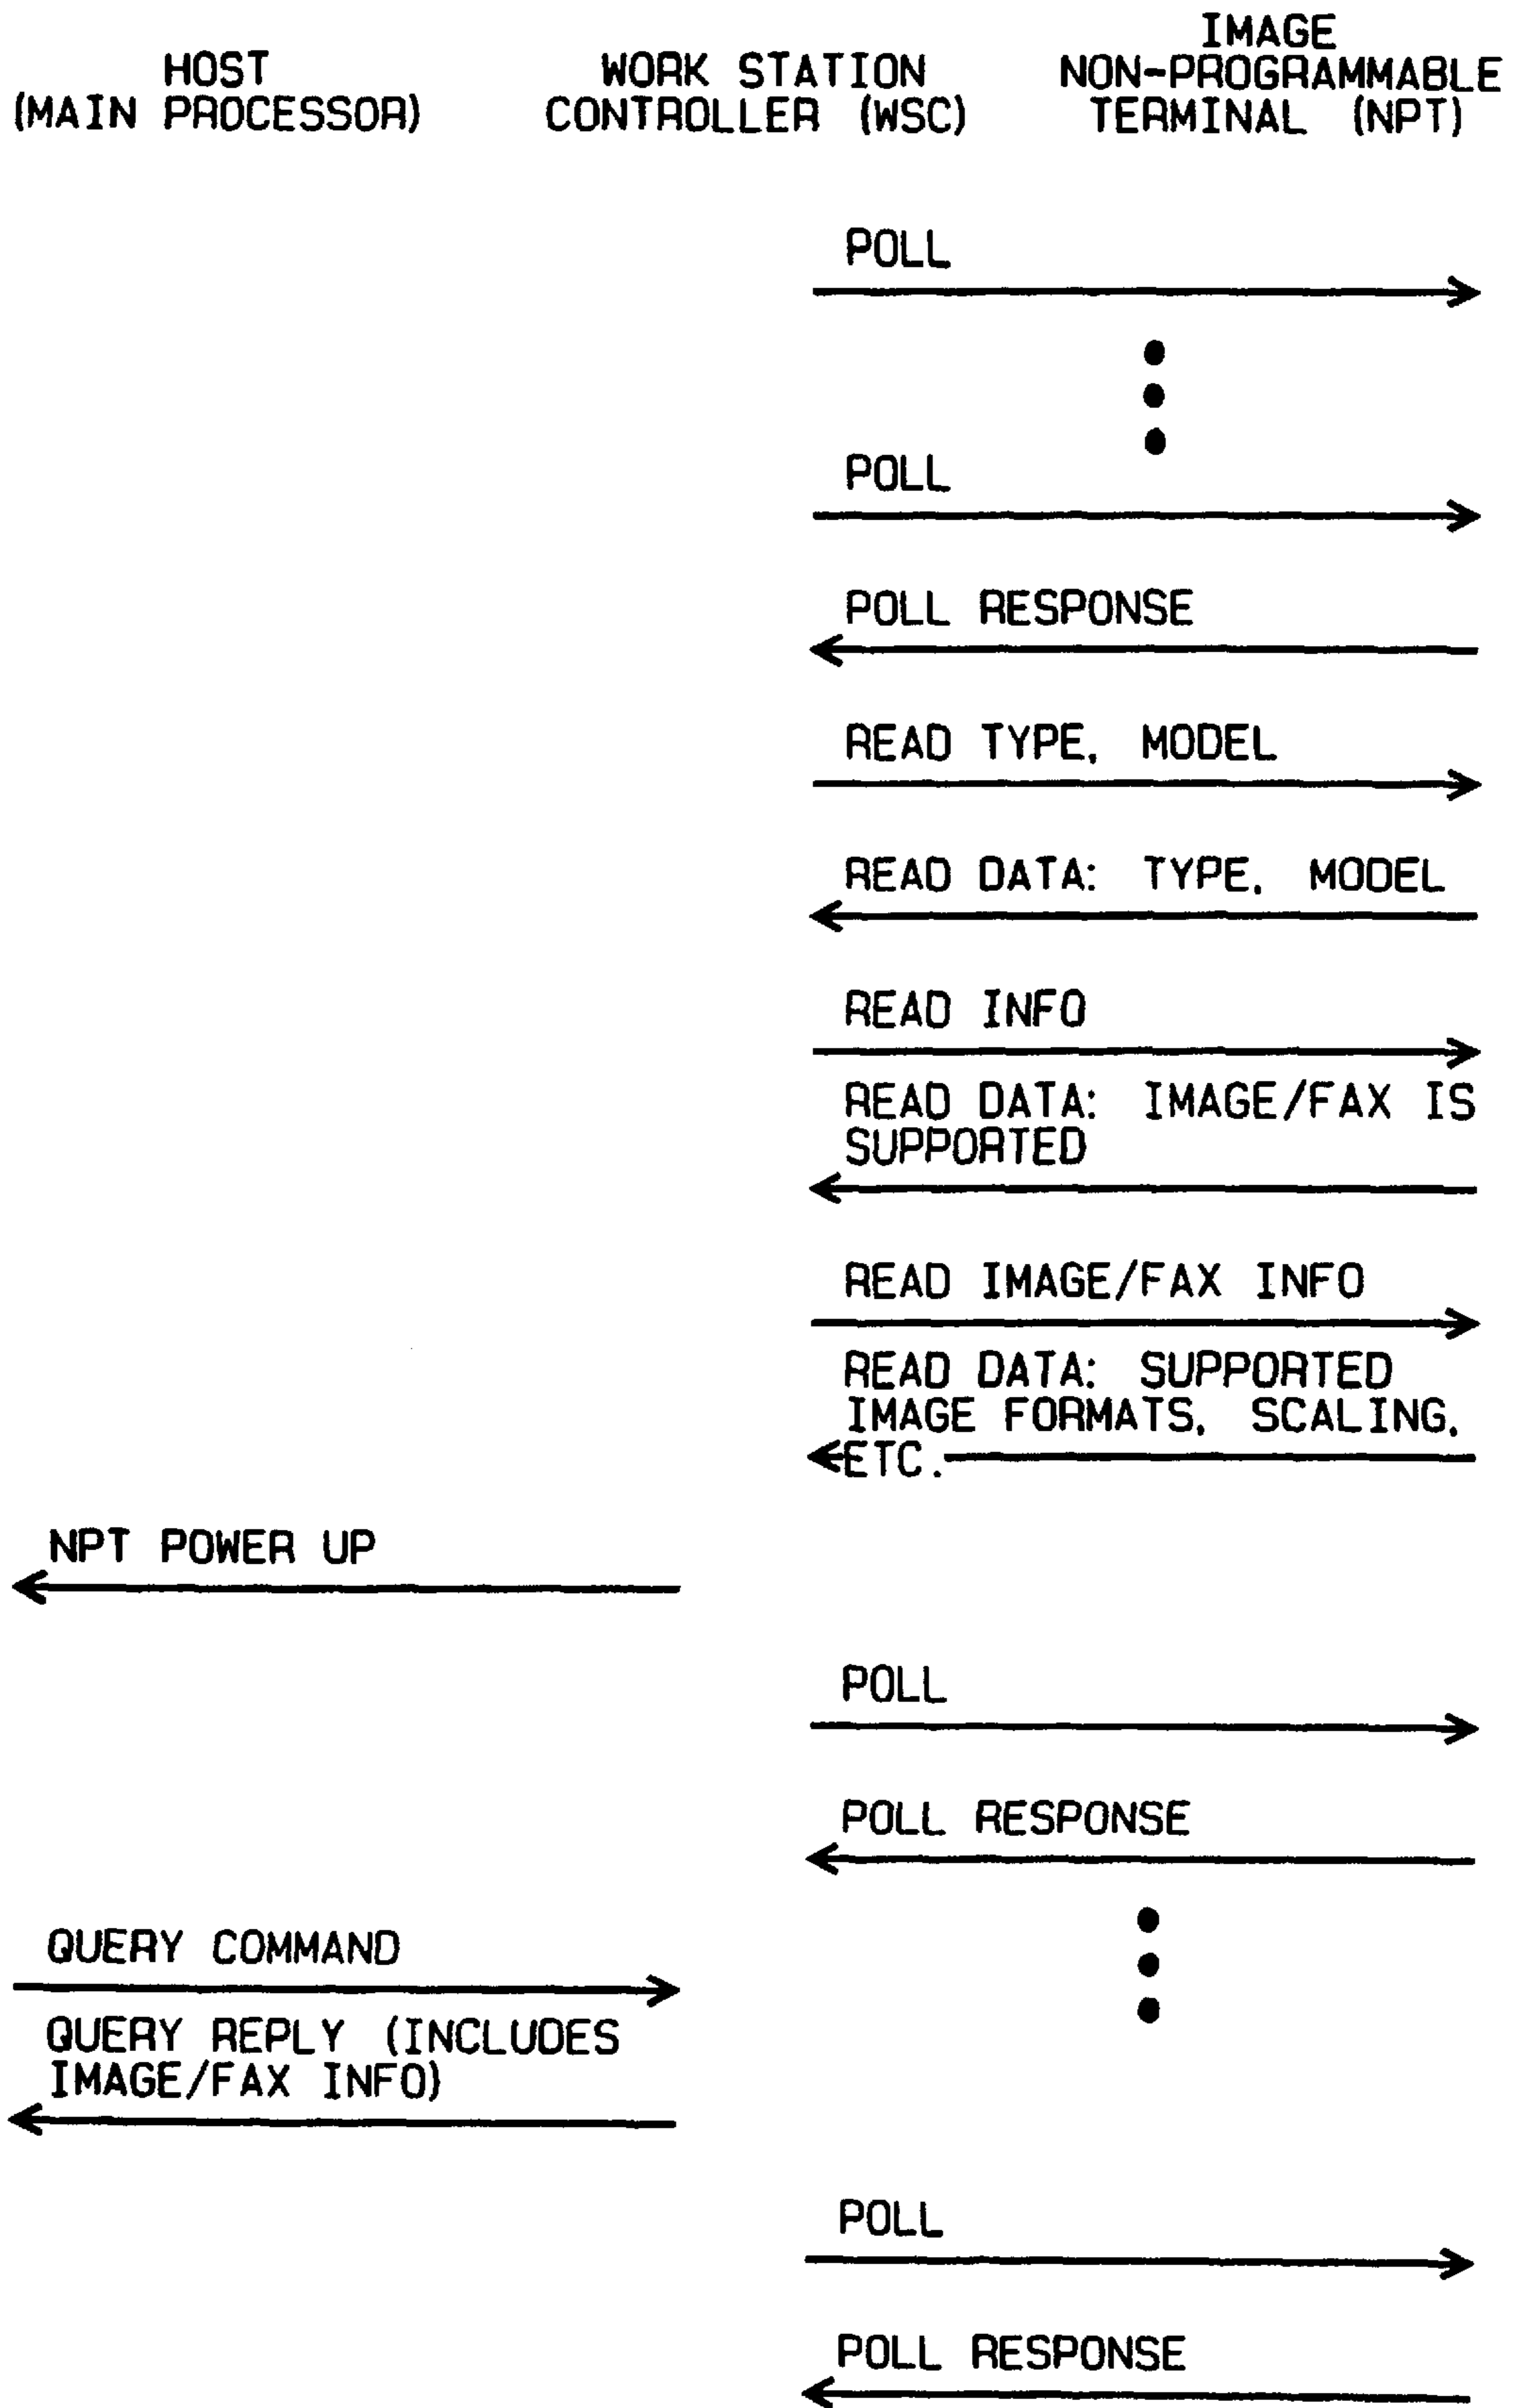 HOST
(MAIN PROCESSOR)
WORK STATION
CONTROLLER (WSC)
IMAGE
NON-PROGRAMMABLE
TERMINAL (NPT)
POLL
POLL
POLL RESPONSE
READ TYPE, MODEL
READ DATA: TYPE, MODEL
READ INFO
READ DATA: IMAGE/FAX IS
SUPPORTED
READ IMAGE/FAX INFO
READ DATA: SUPPORTED
IMAGE FORMATS, SCALING,
ETC.
NPT POWER UP
POLL
POLL RESPONSE
QUERY COMMAND
QUERY REPLY (INCLUDES
IMAGE/FAX INFO)
POLL
POLL RESPONSE